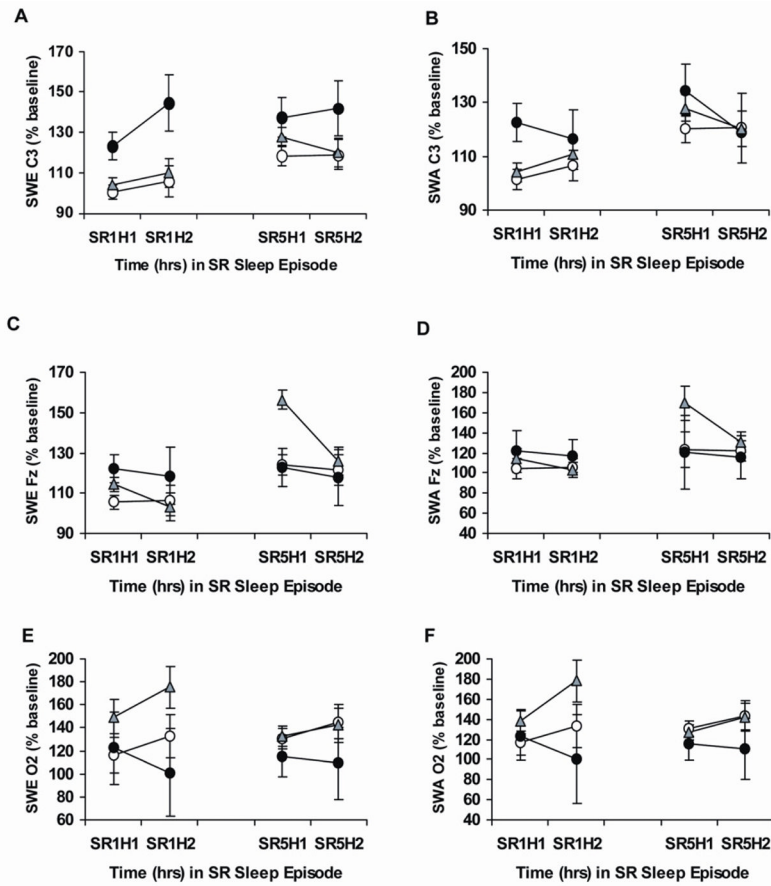 A
SWE C3 (% baseline)
170
150
130
110
90
SR1H1 SR1H2 SR5H1 SR5H2
Time (hrs) in SR Sleep Episode
B
SWA C3 (% baseline)
150
130
110
90
SR1H1 SR1H2 SR5H1 SR5H2
Time (hrs) in SR Sleep Episode
C
SWE Fz (% baseline)
170
150
130
110
90
SR1H1 SR1H2 SR5H1 SR5H2
Time (hrs) in SR Sleep Episode
D
SWA Fz (% baseline)
200
180
160
140
120
100
80
60
40
SR1H1 SR1H2 SR5H1 SR5H2
Time (hrs) in SR Sleep Episode
E
SWE O2 (% baseline)
200
180
160
140
120
100
80
60
SR1H1 SR1H2 SR5H1 SR5H2
Time (hrs) in SR Sleep Episode
F
SWA O2 (% baseline)
200
180
160
140
120
100
80
60
40
SR1H1 SR1H2 SR5H1 SR5H2
Time (hrs) in SR Sleep Episode